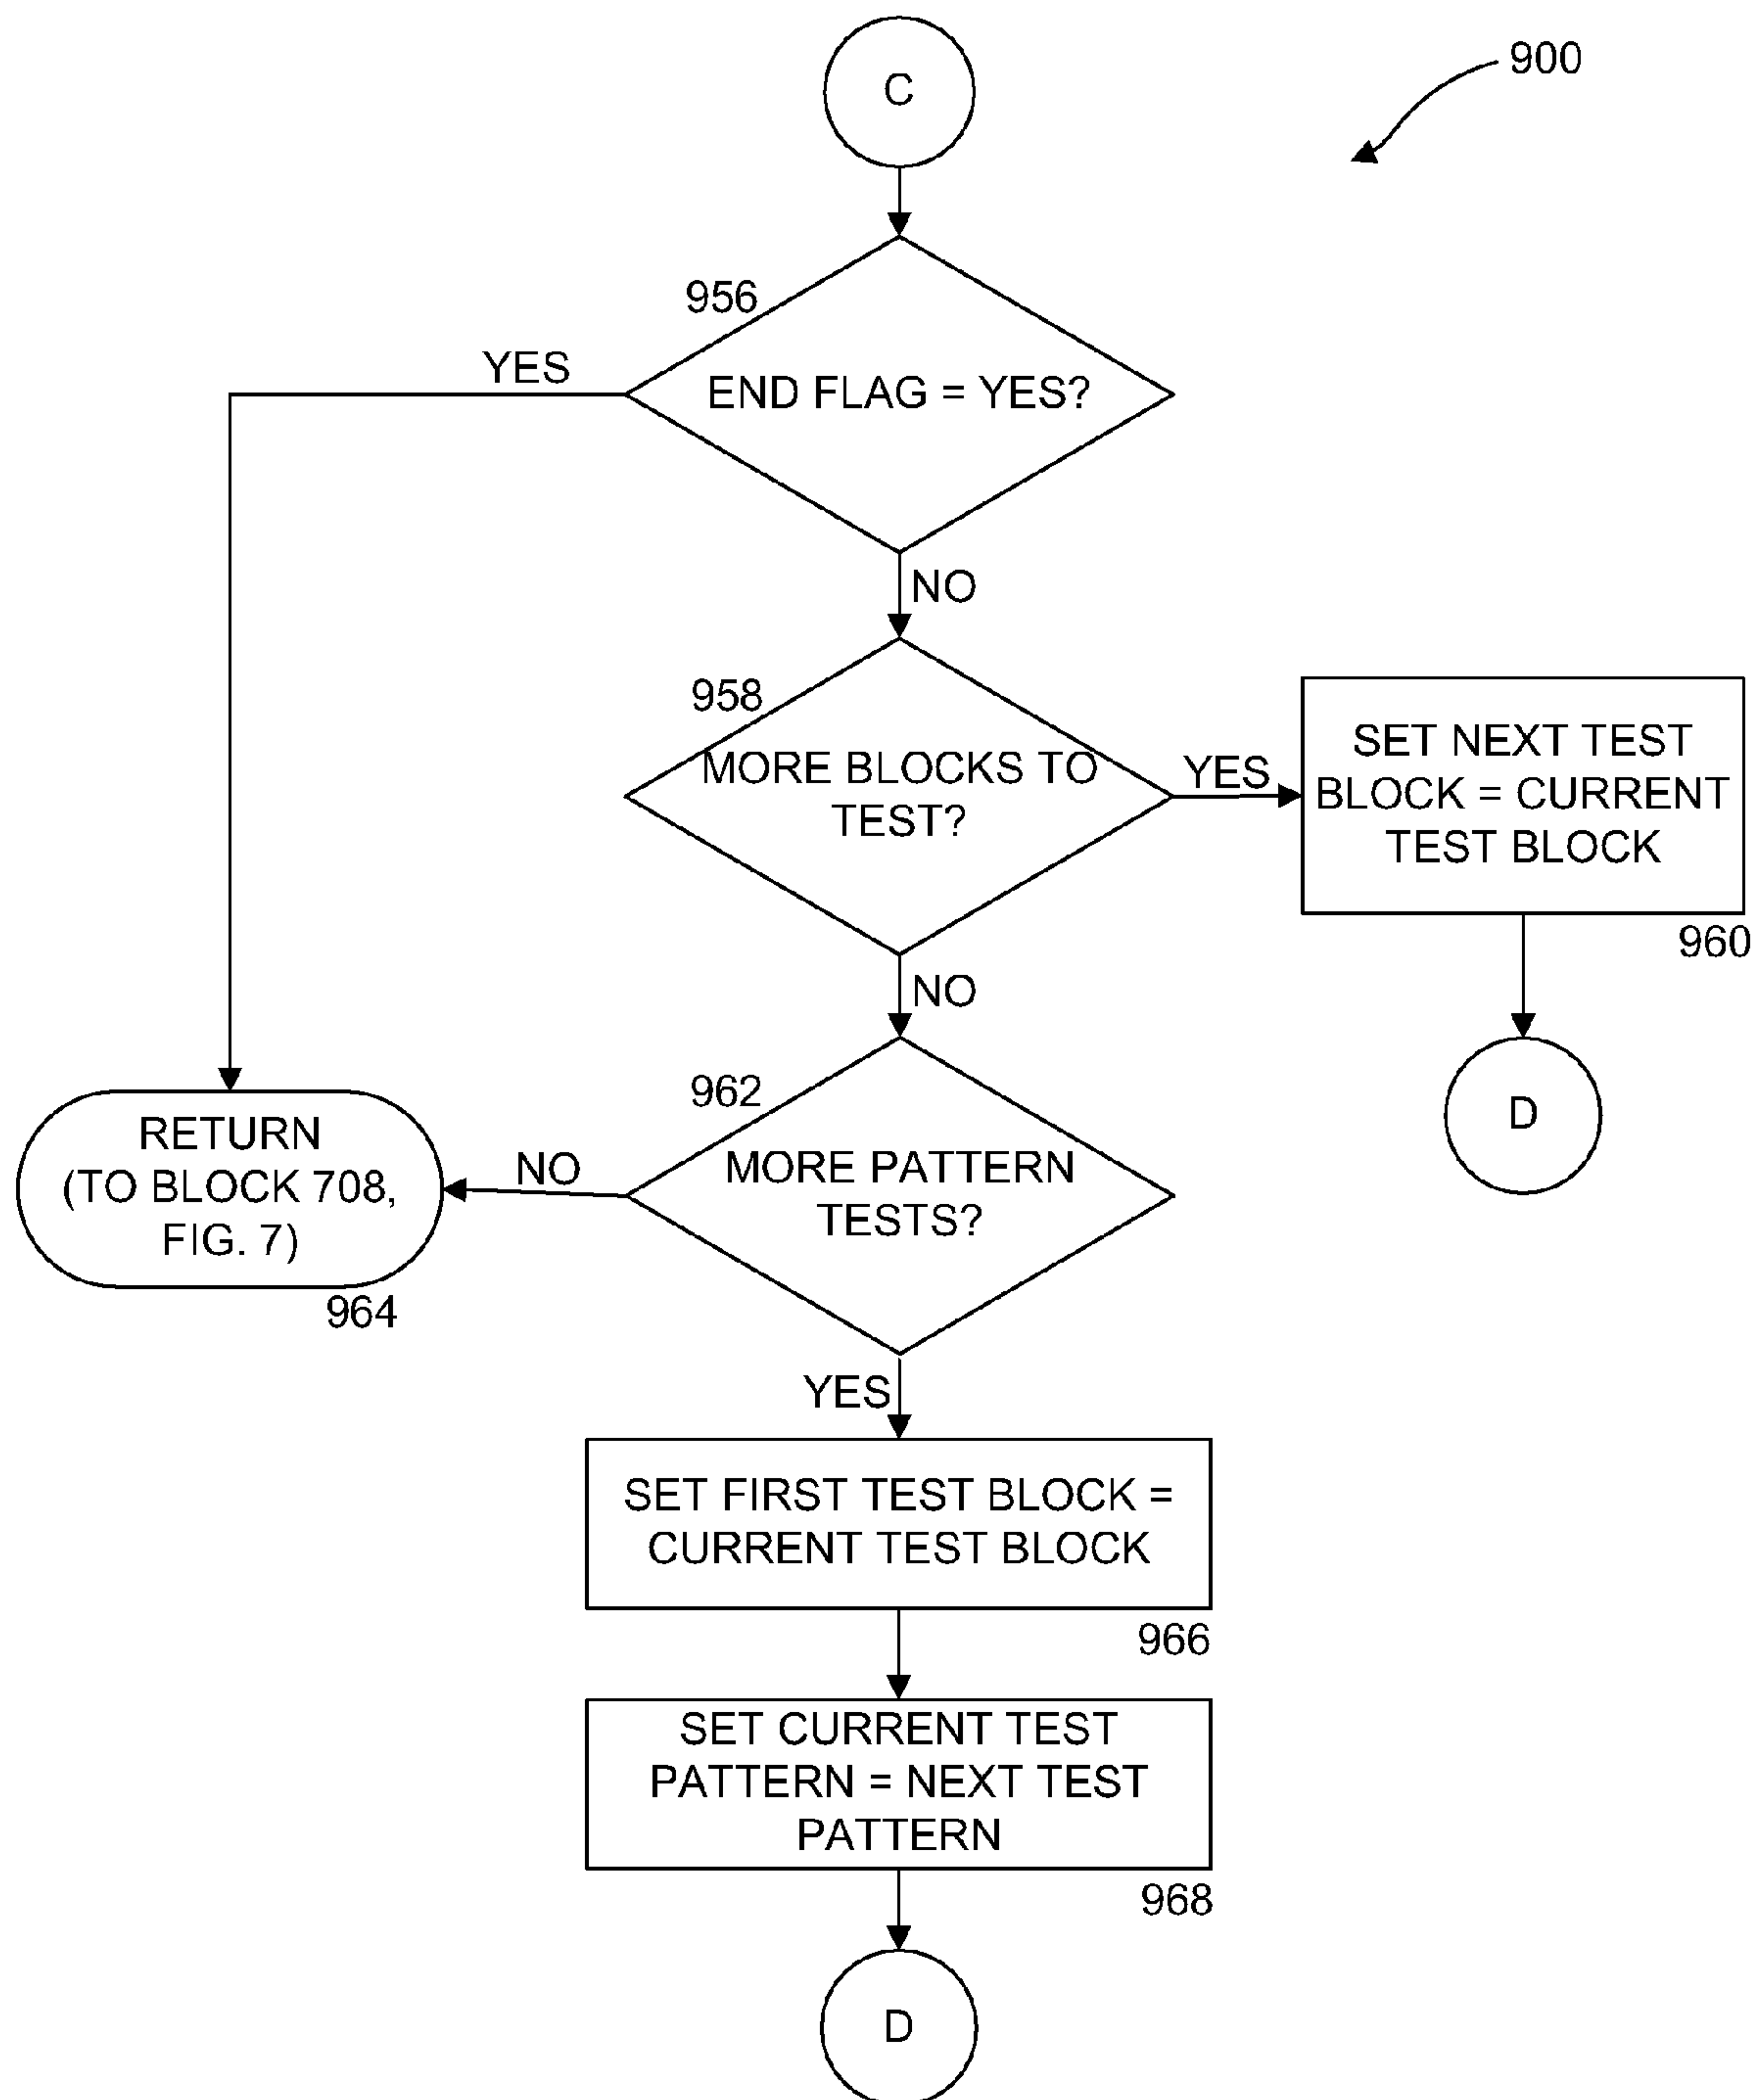 C
900
956
YES
END FLAG = YES?
NO
958
MORE BLOCKS TO
TEST?
YES
SET NEXT TEST
BLOCK = CURRENT
TEST BLOCK
960
D
NO
962
MORE PATTERN
TESTS?
NO
RETURN
(TO BLOCK 708,
FIG. 7)
964
YES
SET FIRST TEST BLOCK =
CURRENT TEST BLOCK
966
SET CURRENT TEST
PATTERN = NEXT TEST
PATTERN
968
D